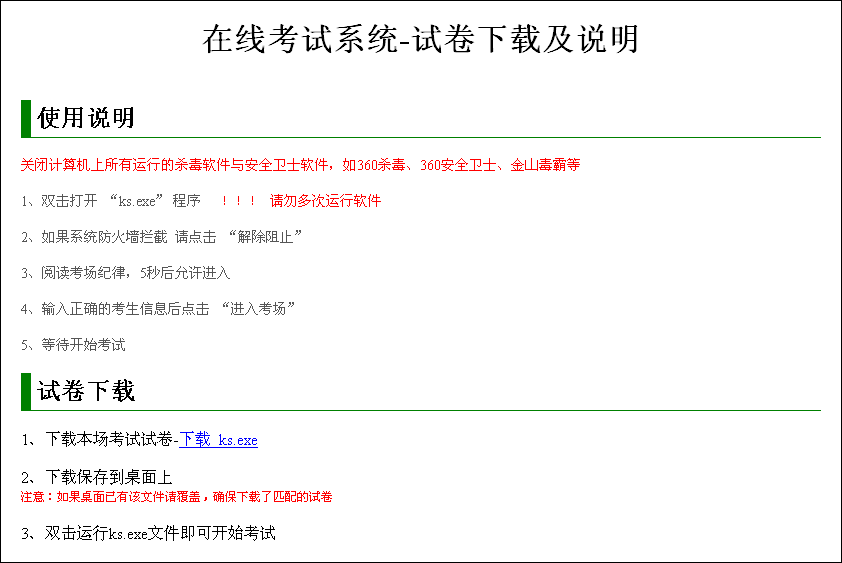 在线考试系统-试卷下载及说明
使用说明
关闭计算机上所有运行的杀毒软件与安全卫士软件，如360杀毒、360安全卫士、金山毒霸等
1、双击打开 “ks.exe” 程序 ！！！ 请勿多次运行软件
2、如果系统防火墙拦截 请点击 “解除阻止”
3、阅读考场纪律，5秒后允许进入
4、输入正确的考生信息后点击 “进入考场”
5、等待开始考试
试卷下载
1、下载本场考试试卷-下载 ks.exe
2、下载保存到桌面上
注意：如果桌面已有该文件请覆盖，确保下载了匹配的试卷
3、双击运行ks.exe文件即可开始考试